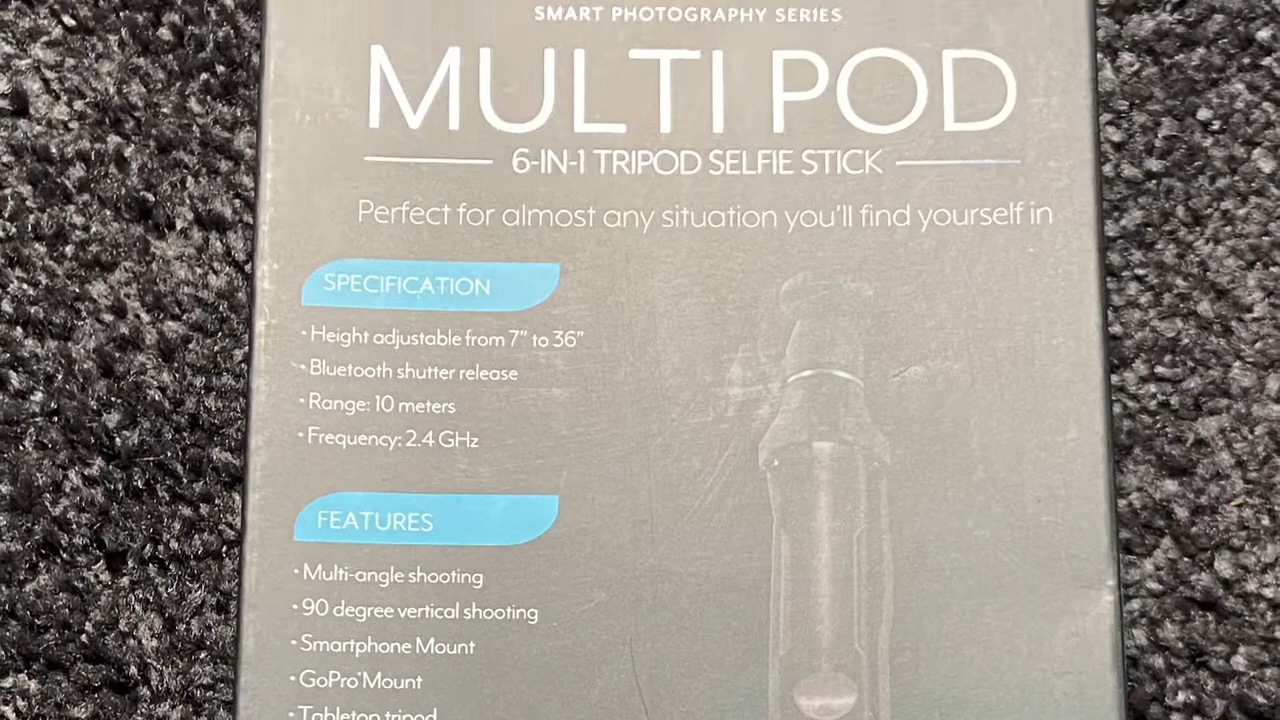 SMART PHOTOGRAPHY SERIES
MULTI POD
6-IN-1 TRIPOD SELFIE STICK
Perfect for almost any situation you'll find yourself in
SPECIFICATION
• Height adjustable from 7” to 36”
• Bluetooth shutter release
• Range: 10 meters
• Frequency: 2.4 GHz
FEATURES
• Multi-angle shooting
• 90 degree vertical shooting
• Smartphone Mount
• GoPro Mount
• Tabletop tripod